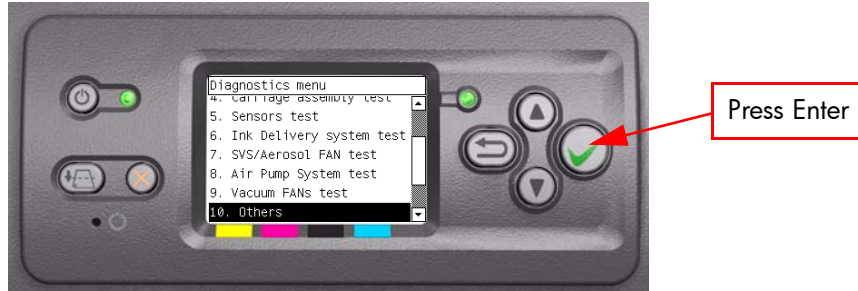 Diagnostics menu
4. Carriage assembly test
5. Sensors test
6. Ink Delivery system test
7. SVS/Aerosol FAN test
8. Air Pump System test
9. Vacuum FANs test
10. Others
Press Enter